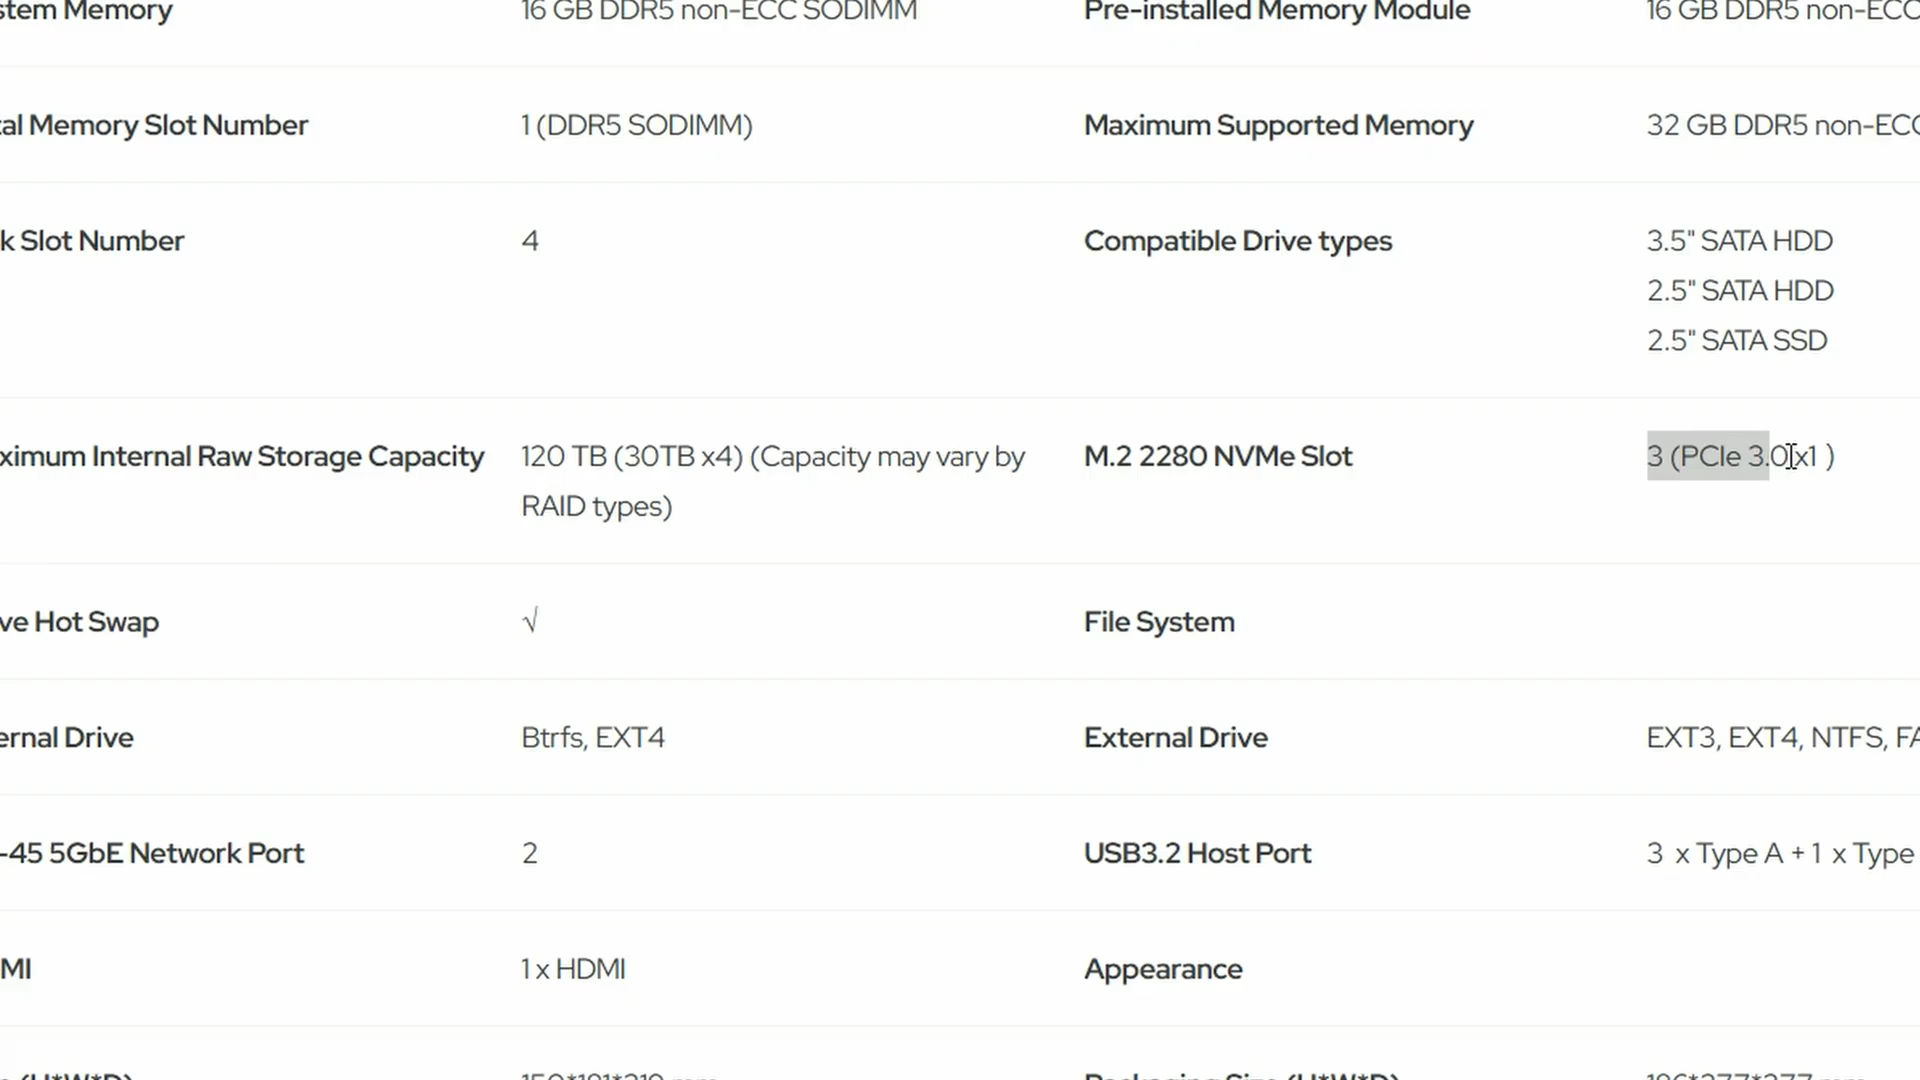 stem Memory 16 GB DDR5 non-ECC SODIMM Pre-installed Memory Module 16 GB DDR5 non-ECC
tal Memory Slot Number 1 (DDR5 SODIMM) Maximum Supported Memory 32 GB DDR5 non-ECC
k Slot Number 4 Compatible Drive types 3.5" SATA HDD
2.5" SATA HDD
2.5" SATA SSD
ximum Internal Raw Storage Capacity 120 TB (30TB x4) (Capacity may vary by M.2 2280 NVMe Slot 3 (PCIe 3.0 x1 )
RAID types)
ve Hot Swap √ File System
ernal Drive Btrfs, EXT4 External Drive EXT3, EXT4, NTFS, FA
-45 5GbE Network Port 2 USB3.2 Host Port 3 x Type A + 1 x Type
MI 1 x HDMI Appearance
(H*W*D) Packaging Size (H*W*D)